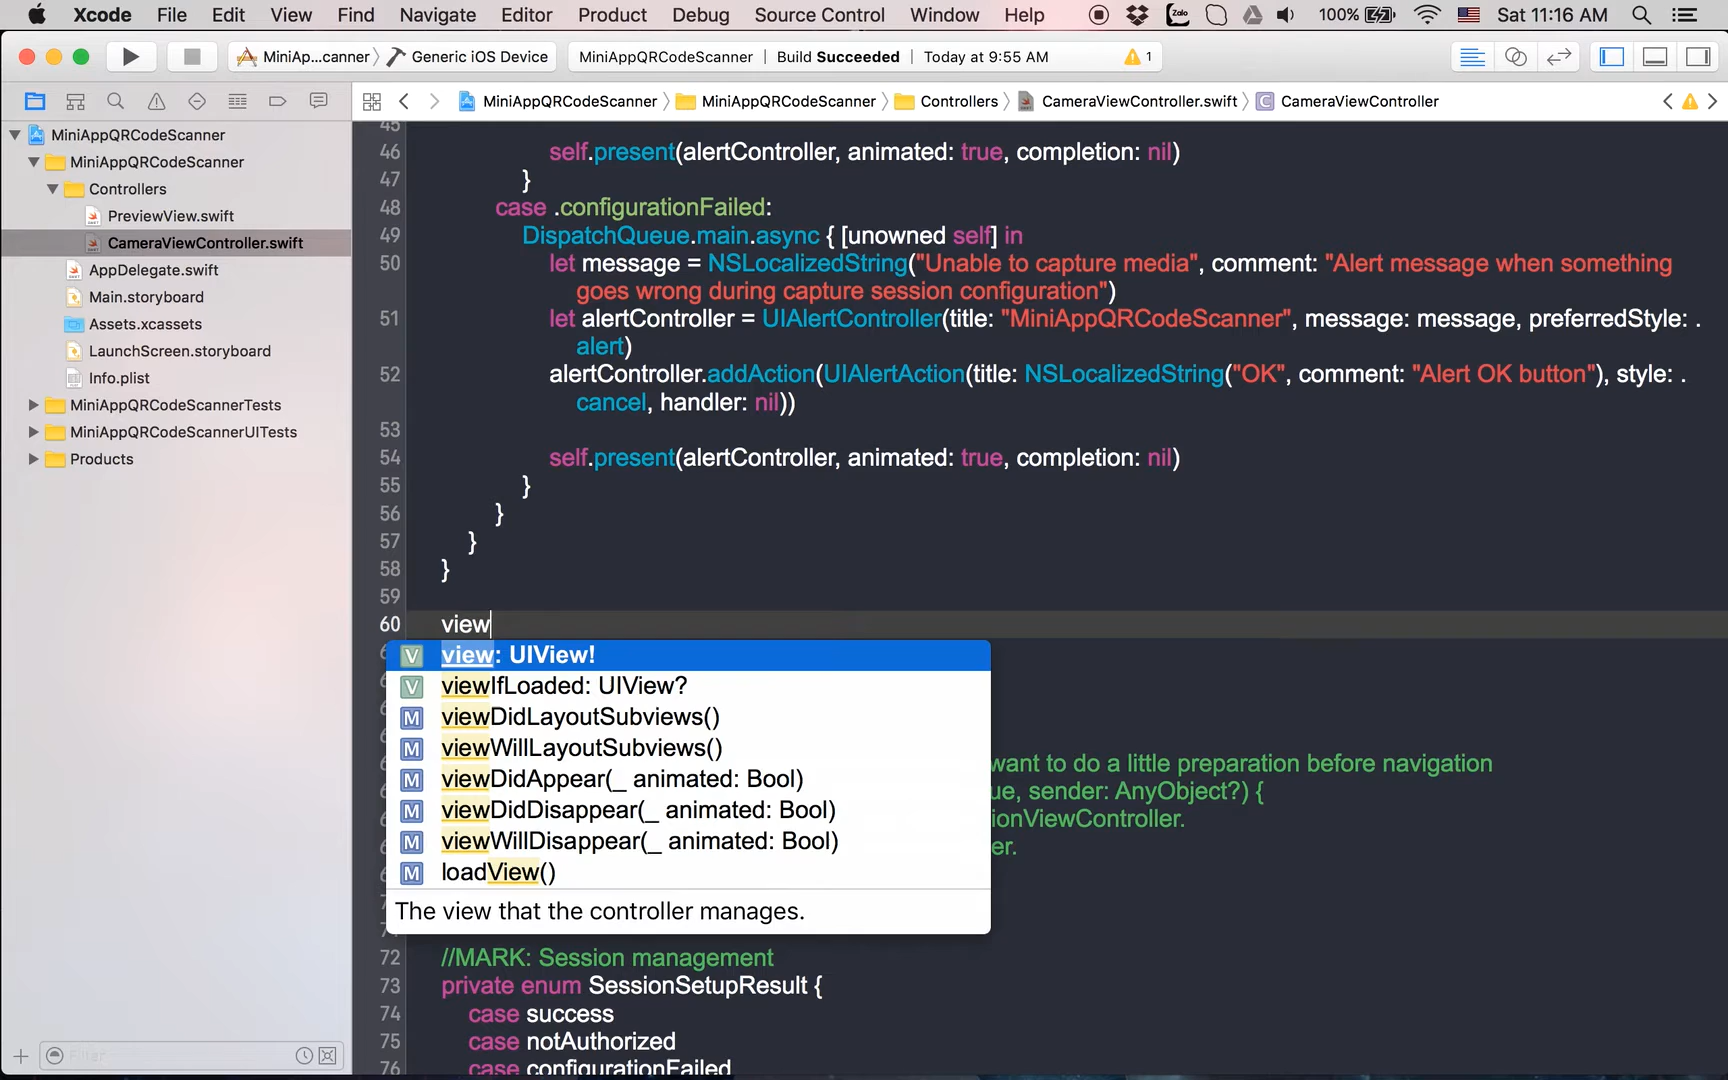 Xcode File Edit View Find Navigate Editor Product Debug Source Control Window Help Zalo 100% Sat 11:16 AM
MiniAp...canner Generic iOS Device MiniAppQRCodeScanner | Build Succeeded | Today at 9:55 AM 1
MiniAppQRCodeScanner MiniAppQRCodeScanner Controllers CameraViewController.swift C CameraViewController
MiniAppQRCodeScanner
MiniAppQRCodeScanner
Controllers
PreviewView.swift
CameraViewController.swift
AppDelegate.swift
Main.storyboard
Assets.xcassets
LaunchScreen.storyboard
Info.plist
MiniAppQRCodeScannerTests
MiniAppQRCodeScannerUITests
Products
Filter
45
46 self.present(alertController, animated: true, completion: nil)
47 }
48 case .configurationFailed:
49 DispatchQueue.main.async { [unowned self] in
50 let message = NSLocalizedString("Unable to capture media", comment: "Alert message when something
goes wrong during capture session configuration")
51 let alertController = UIAlertController(title: "MiniAppQRCodeScanner", message: message, preferredStyle: .
alert)
52 alertController.addAction(UIAlertAction(title: NSLocalizedString("OK", comment: "Alert OK button"), style: .
cancel, handler: nil))
53
54 self.present(alertController, animated: true, completion: nil)
55 }
56 }
57 }
58 }
59
60 view
V view: UIView!
V viewIfLoaded: UIView?
M viewDidLayoutSubviews()
M viewWillLayoutSubviews()
M viewDidAppear(_ animated: Bool)
M viewDidDisappear(_ animated: Bool)
M viewWillDisappear(_ animated: Bool)
M loadView()
The view that the controller manages.
want to do a little preparation before navigation
ue, sender: AnyObject?) {
ionViewController.
er.
72 //MARK: Session management
73 private enum SessionSetupResult {
74 case success
75 case notAuthorized
76 case configurationFailed